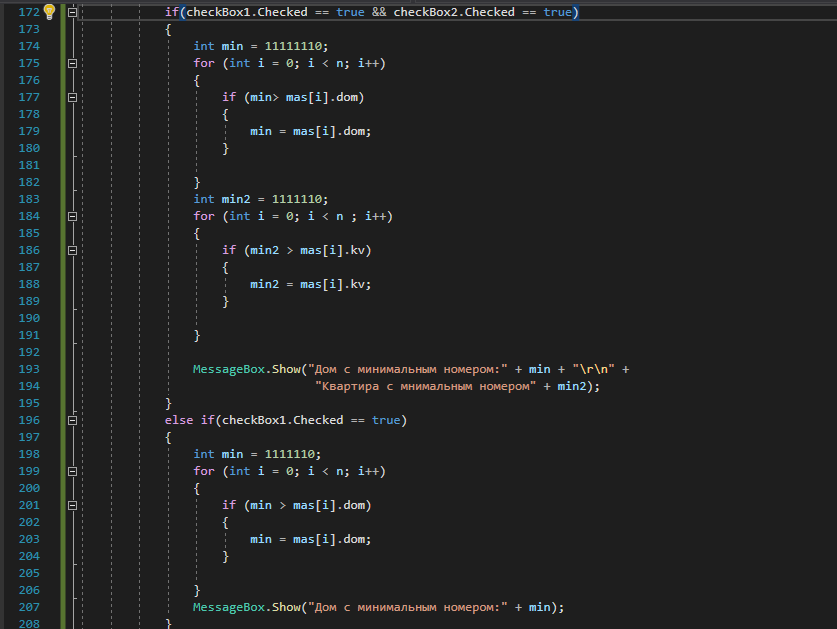 172 if(checkBox1.Checked == true && checkBox2.Checked == true)
173 {
174 int min = 11111110;
175 for (int i = 0; i < n; i++)
176 {
177 if (min> mas[i].dom)
178 {
179 min = mas[i].dom;
180 }
181
182 }
183 int min2 = 1111110;
184 for (int i = 0; i < n ; i++)
185 {
186 if (min2 > mas[i].kv)
187 {
188 min2 = mas[i].kv;
189 }
190
191 }
192
193 MessageBox.Show("Дом с минимальным номером:" + min + "\r\n" +
194 "Квартира с мнимальным номером" + min2);
195 }
196 else if(checkBox1.Checked == true)
197 {
198 int min = 1111110;
199 for (int i = 0; i < n; i++)
200 {
201 if (min > mas[i].dom)
202 {
203 min = mas[i].dom;
204 }
205
206 }
207 MessageBox.Show("Дом с минимальным номером:" + min);
208 }